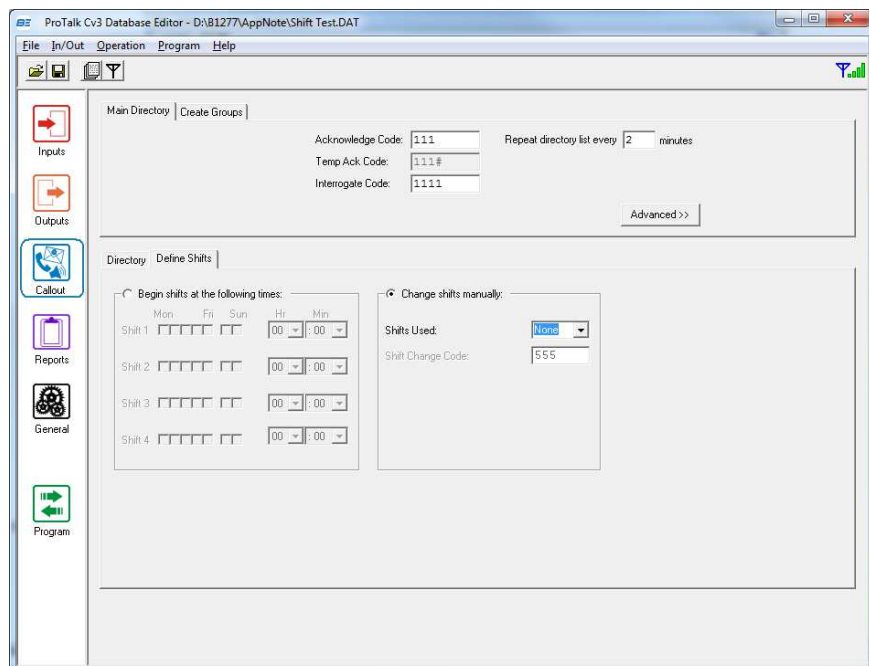 ProTalk Cv3 Database Editor - D:\B1277\AppNote\Shift Test.DAT
File In/Out Operation Program Help
Inputs
Outputs
Callout
Reports
General
Program
Main Directory Create Groups
Acknowledge Code: 111 Repeat directory list every 2 minutes
Temp Ack Code: 111#
Interrogate Code: 1111
Advanced >>
Directory Define Shifts
Begin shifts at the following times:
Mon Fri Sun Hr Min
Shift 1 00 : 00
Shift 2 00 : 00
Shift 3 00 : 00
Shift 4 00 : 00
Change shifts manually:
Shifts Used: None
Shift Change Code: 555